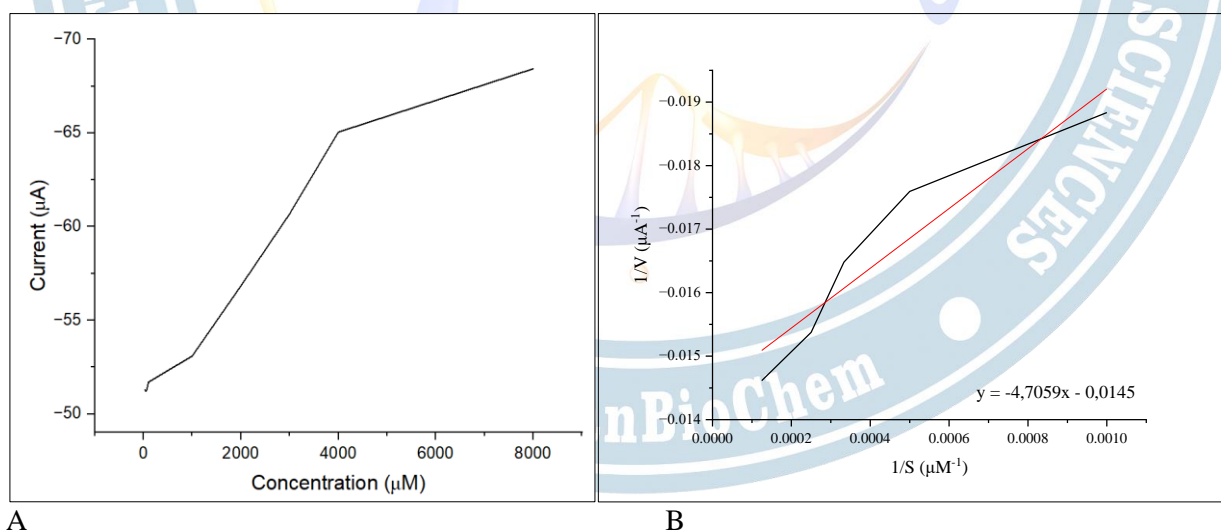 −70
−65
−60
−55
−50
Current (µA)
0 2000 4000 6000 8000
Concentration (µM)
A
−0.019
−0.018
−0.017
−0.016
−0.015
−0.014
1/V (µA⁻¹)
0.0000 0.0002 0.0004 0.0006 0.0008 0.0010
1/S (µM⁻¹)
y = -4,7059x - 0,0145
B
SCIENCES
nBioChem